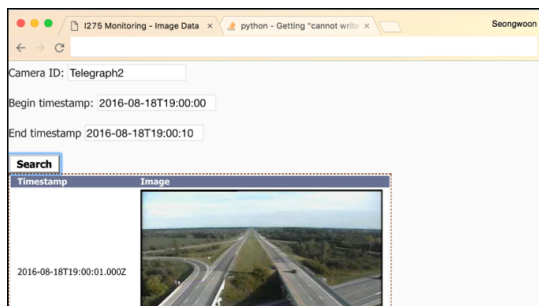 I275 Monitoring - Image Data × python - Getting "cannot write × Seongwoon
Camera ID: Telegraph2
Begin timestamp: 2016-08-18T19:00:00
End timestamp 2016-08-18T19:00:10
Search
Timestamp Image
2016-08-18T19:00:01.000Z